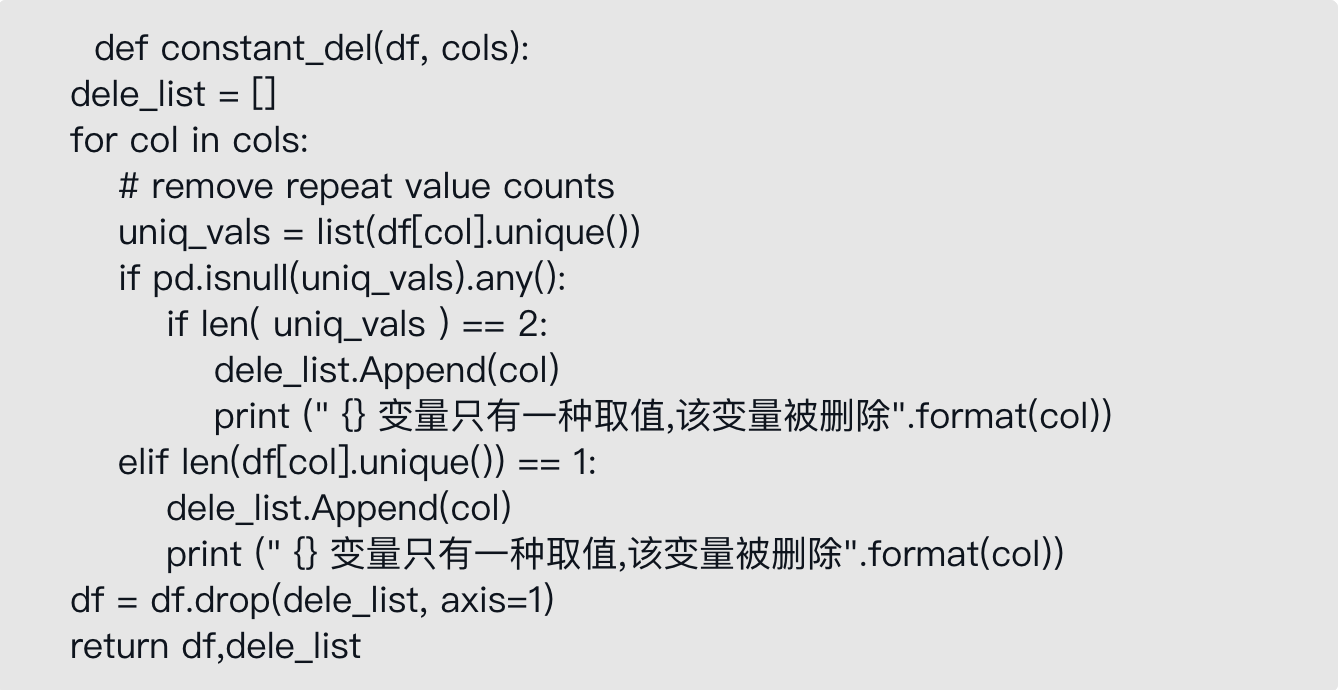 def constant_del(df, cols):
dele_list = []
for col in cols:
# remove repeat value counts
uniq_vals = list(df[col].unique())
if pd.isnull(uniq_vals).any():
if len( uniq_vals ) == 2:
dele_list.Append(col)
print (" {} 变量只有一种取值,该变量被删除".format(col))
elif len(df[col].unique()) == 1:
dele_list.Append(col)
print (" {} 变量只有一种取值,该变量被删除".format(col))
df = df.drop(dele_list, axis=1)
return df,dele_list